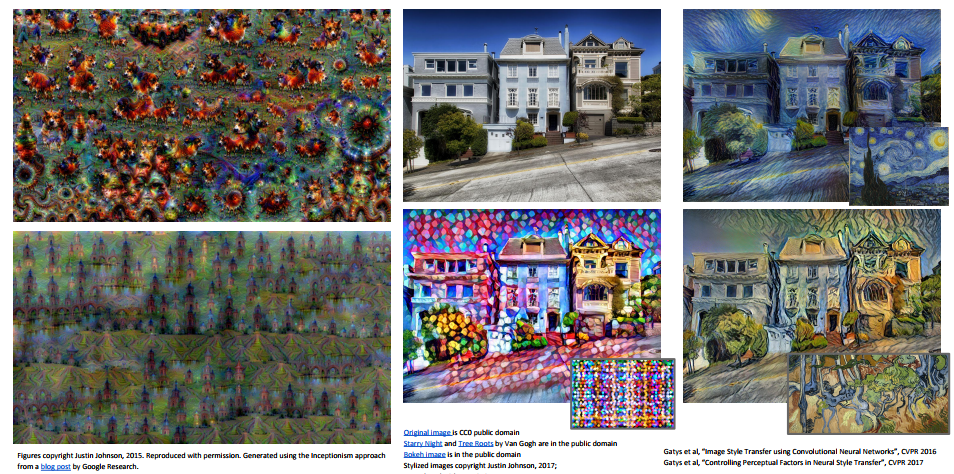 Original image is CC0 public domain
Starry Night and Tree Roots by Van Gogh are in the public domain
Bokeh image is in the public domain
Stylized images copyright Justin Johnson, 2017;
Gatys et al, “Image Style Transfer using Convolutional Neural Networks”, CVPR 2016
Gatys et al, “Controlling Perceptual Factors in Neural Style Transfer”, CVPR 2017
Figures copyright Justin Johnson, 2015. Reproduced with permission. Generated using the Inceptionism approach
from a blog post by Google Research.